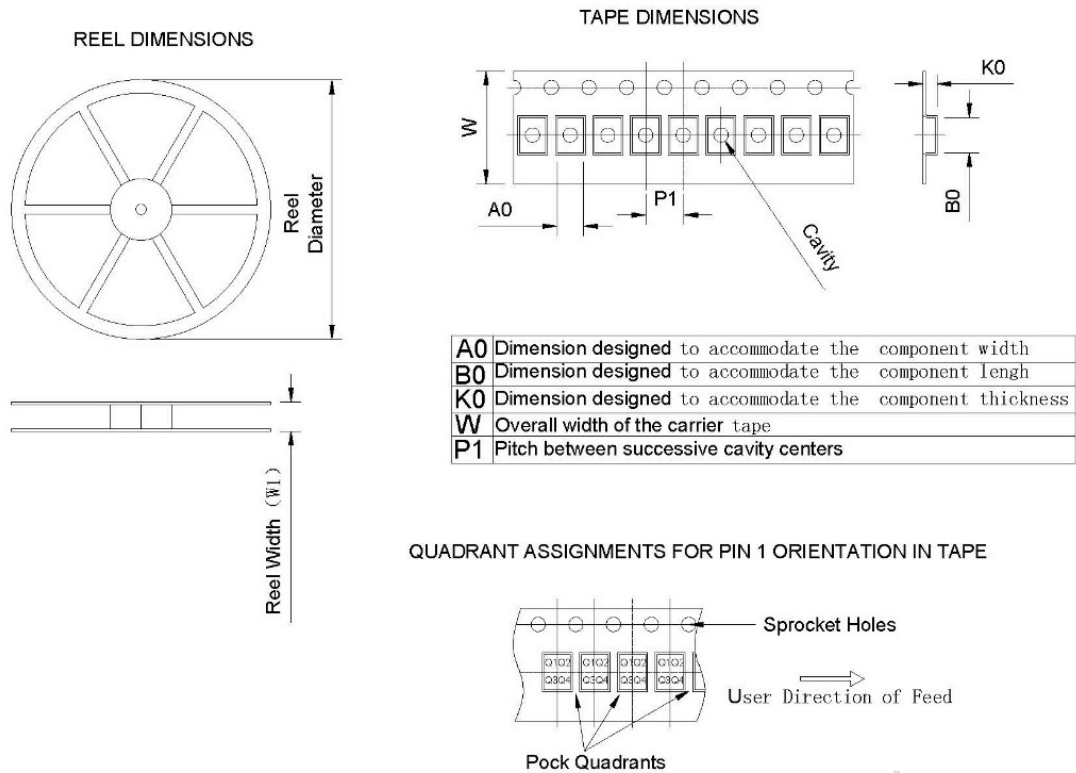 REEL DIMENSIONS
TAPE DIMENSIONS
Reel
Diameter
Reel Width (W1)
W
A0
P1
Cavity
K0
B0
A0 Dimension designed to accommodate the component width
B0 Dimension designed to accommodate the component lengh
K0 Dimension designed to accommodate the component thickness
W Overall width of the carrier tape
P1 Pitch between successive cavity centers
QUADRANT ASSIGNMENTS FOR PIN 1 ORIENTATION IN TAPE
Sprocket Holes
Q1Q2 Q1Q2 Q1Q2 Q1Q2
Q3Q4 Q3Q4 Q3Q4 Q3Q4
User Direction of Feed
Pock Quadrants